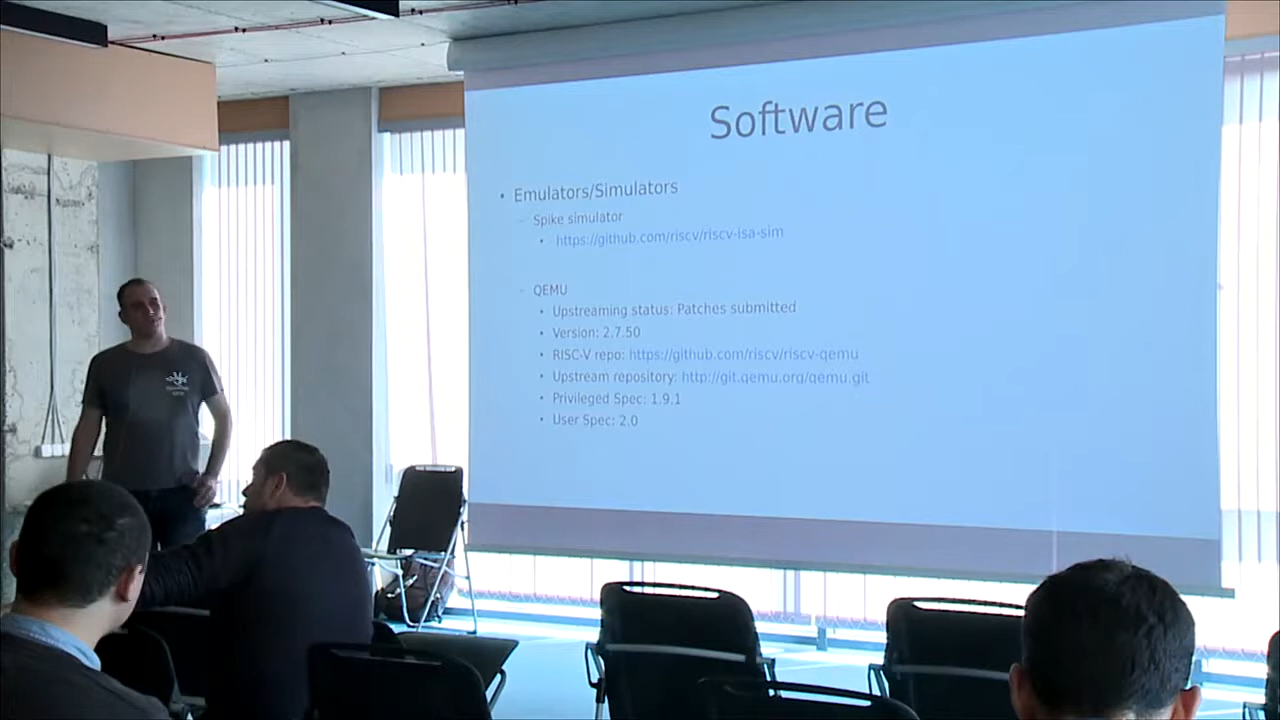 Software
• Emulators/Simulators
– Spike simulator
• https://github.com/riscv/riscv-isa-sim
– QEMU
• Upstreaming status: Patches submitted
• Version: 2.7.50
• RISC-V repo: https://github.com/riscv/riscv-qemu
• Upstream repository: http://git.qemu.org/qemu.git
• Privileged Spec: 1.9.1
• User Spec: 2.0